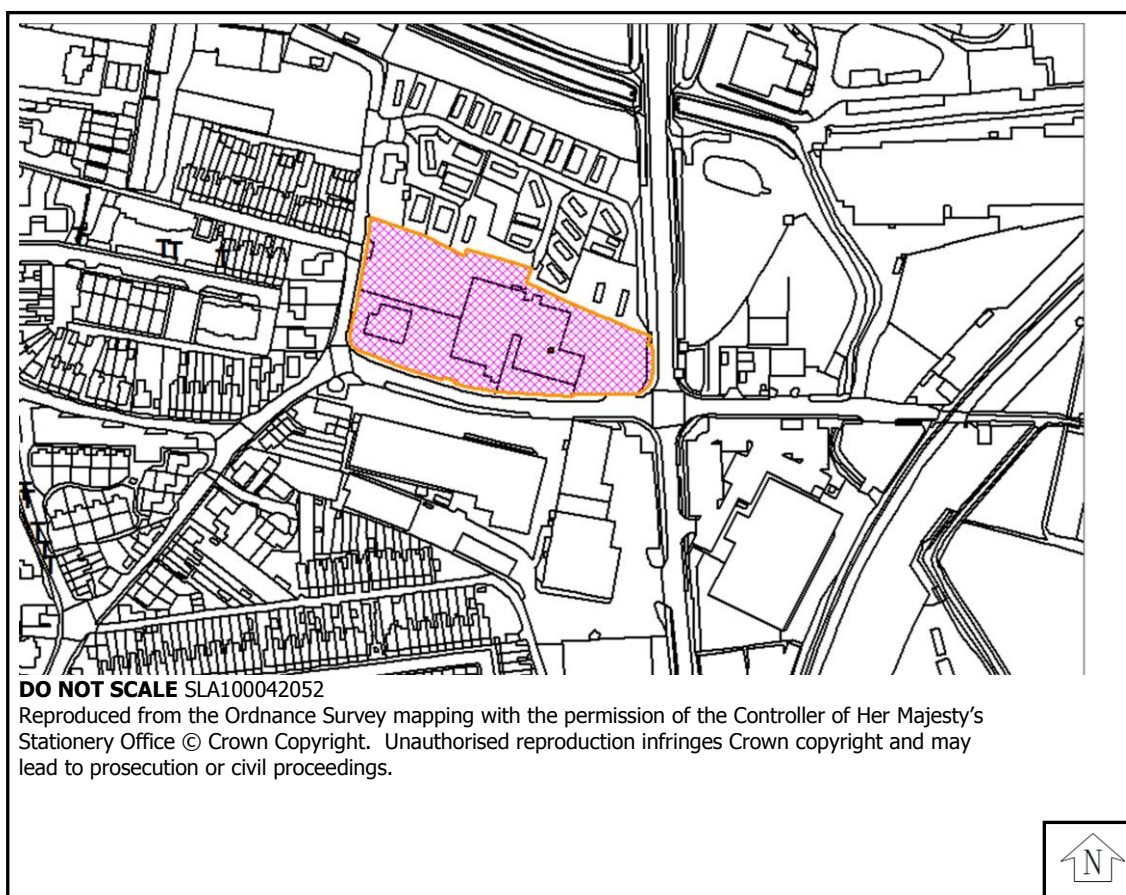 T
TT
T
T
T
T
T
DO NOT SCALE SLA100042052
Reproduced from the Ordnance Survey mapping with the permission of the Controller of Her Majesty’s
Stationery Office © Crown Copyright.  Unauthorised reproduction infringes Crown copyright and may
lead to prosecution or civil proceedings.
N